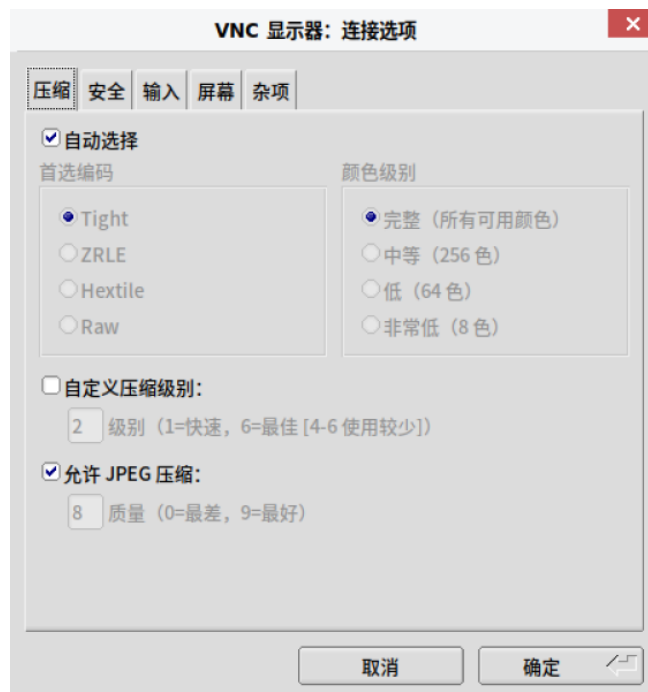 VNC 显示器：连接选项
压缩 安全 输入 屏幕 杂项
自动选择
首选编码
Tight
ZRLE
Hextile
Raw
颜色级别
完整（所有可用颜色）
中等（256 色）
低（64 色）
非常低（8 色）
自定义压缩级别：
2 级别（1=快速，6=最佳 [4-6 使用较少]）
允许 JPEG 压缩：
8 质量（0=最差，9=最好）
取消 确定